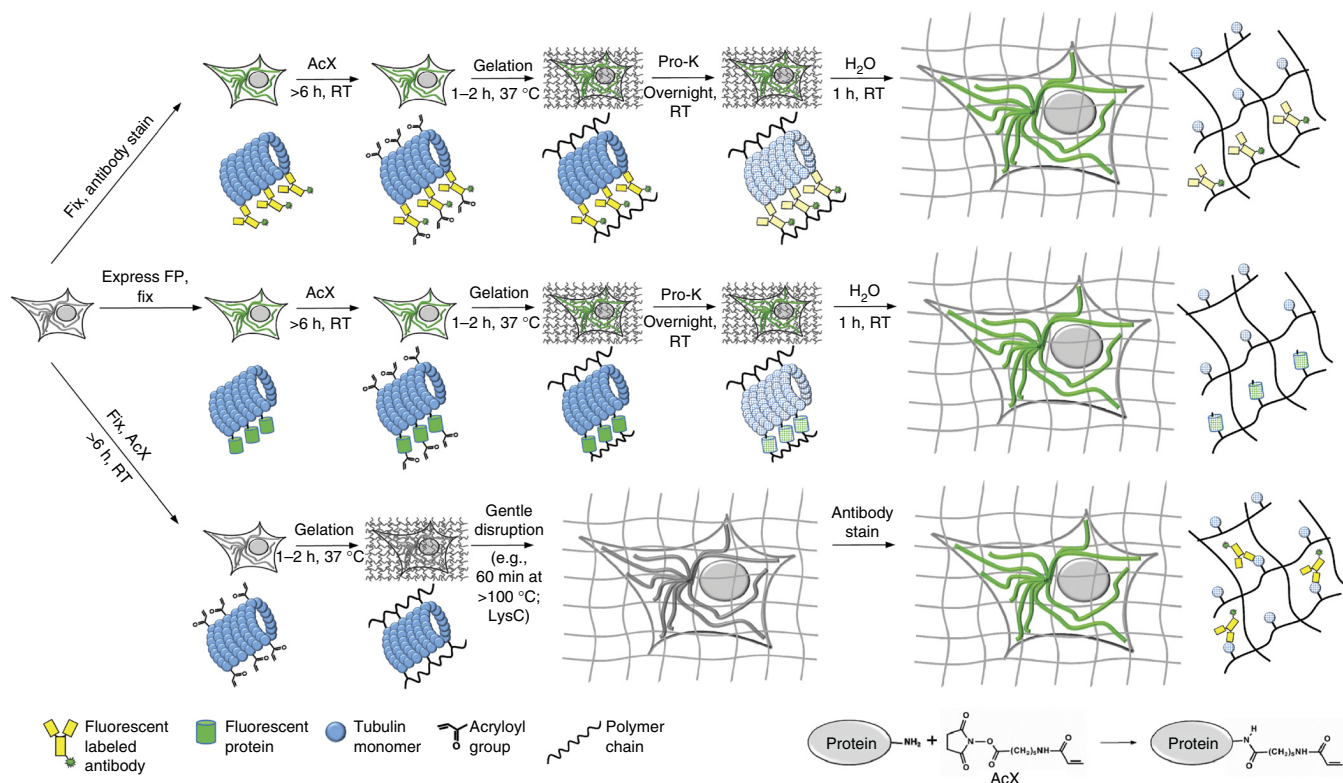 Fix, antibody stain
AcX
>6 h, RT
Gelation
1–2 h, 37 °C
Pro-K
Overnight,
RT
H₂O
1 h, RT
Express FP,
fix
AcX
>6 h, RT
Gelation
1–2 h, 37 °C
Pro-K
Overnight,
RT
H₂O
1 h, RT
Fix, AcX
>6 h, RT
Gelation
1–2 h, 37 °C
Gentle
disruption
(e.g.,
60 min at
>100 °C;
LysC)
Antibody
stain
Fluorescent
labeled
antibody
Fluorescent
protein
Tubulin
monomer
Acryloyl
group
Polymer
chain
Protein
NH₂
+
O
N
O
O
O
(CH₂)₅NH
O
AcX
Protein
H
N
O
(CH₂)₅NH
O